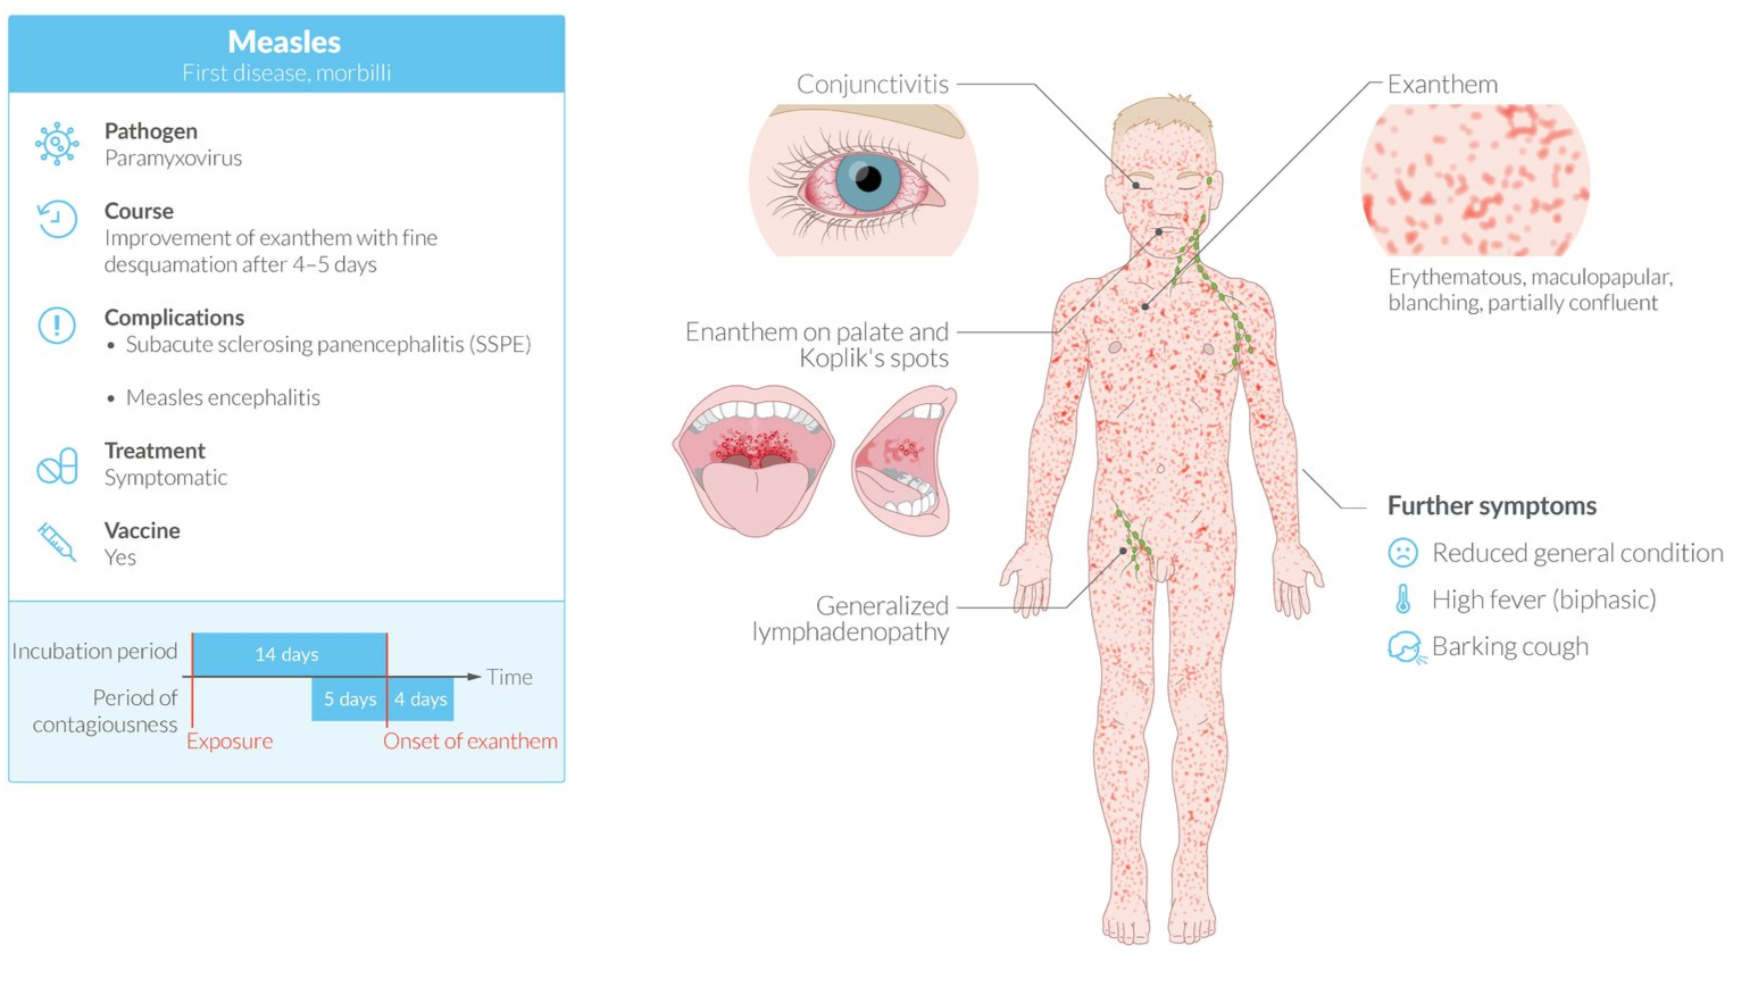 Measles
First disease, morbilli
Pathogen
Paramyxovirus
Course
Improvement of exanthem with fine
desquamation after 4–5 days
Complications
• Subacute sclerosing panencephalitis (SSPE)
• Measles encephalitis
Treatment
Symptomatic
Vaccine
Yes
Incubation period
14 days
Time
Period of
contagiousness
5 days
4 days
Exposure
Onset of exanthem
Conjunctivitis
Enanthem on palate and
Koplik's spots
Generalized
lymphadenopathy
Exanthem
Erythematous, maculopapular,
blanching, partially confluent
Further symptoms
Reduced general condition
High fever (biphasic)
Barking cough